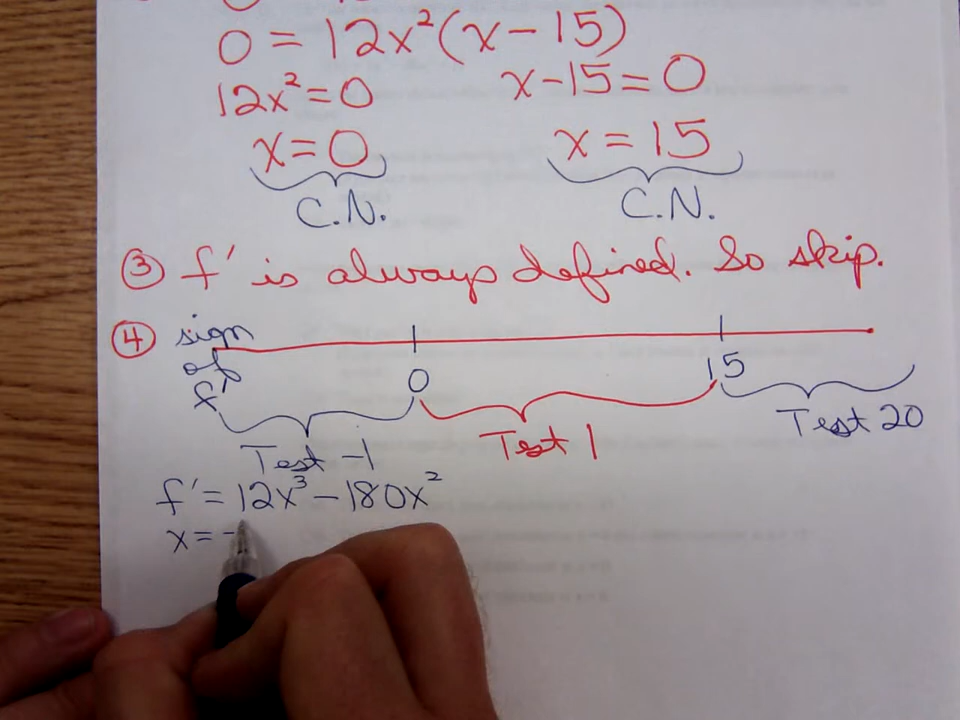 0 = 12x²(x - 15)
12x² = 0 x - 15 = 0
x = 0 x = 15
C.N. C.N.
③ f' is always defined. So skip.
④ sign of f'
0 15
Test -1 Test 1 Test 20
f' = 12x³ - 180x²
x = -